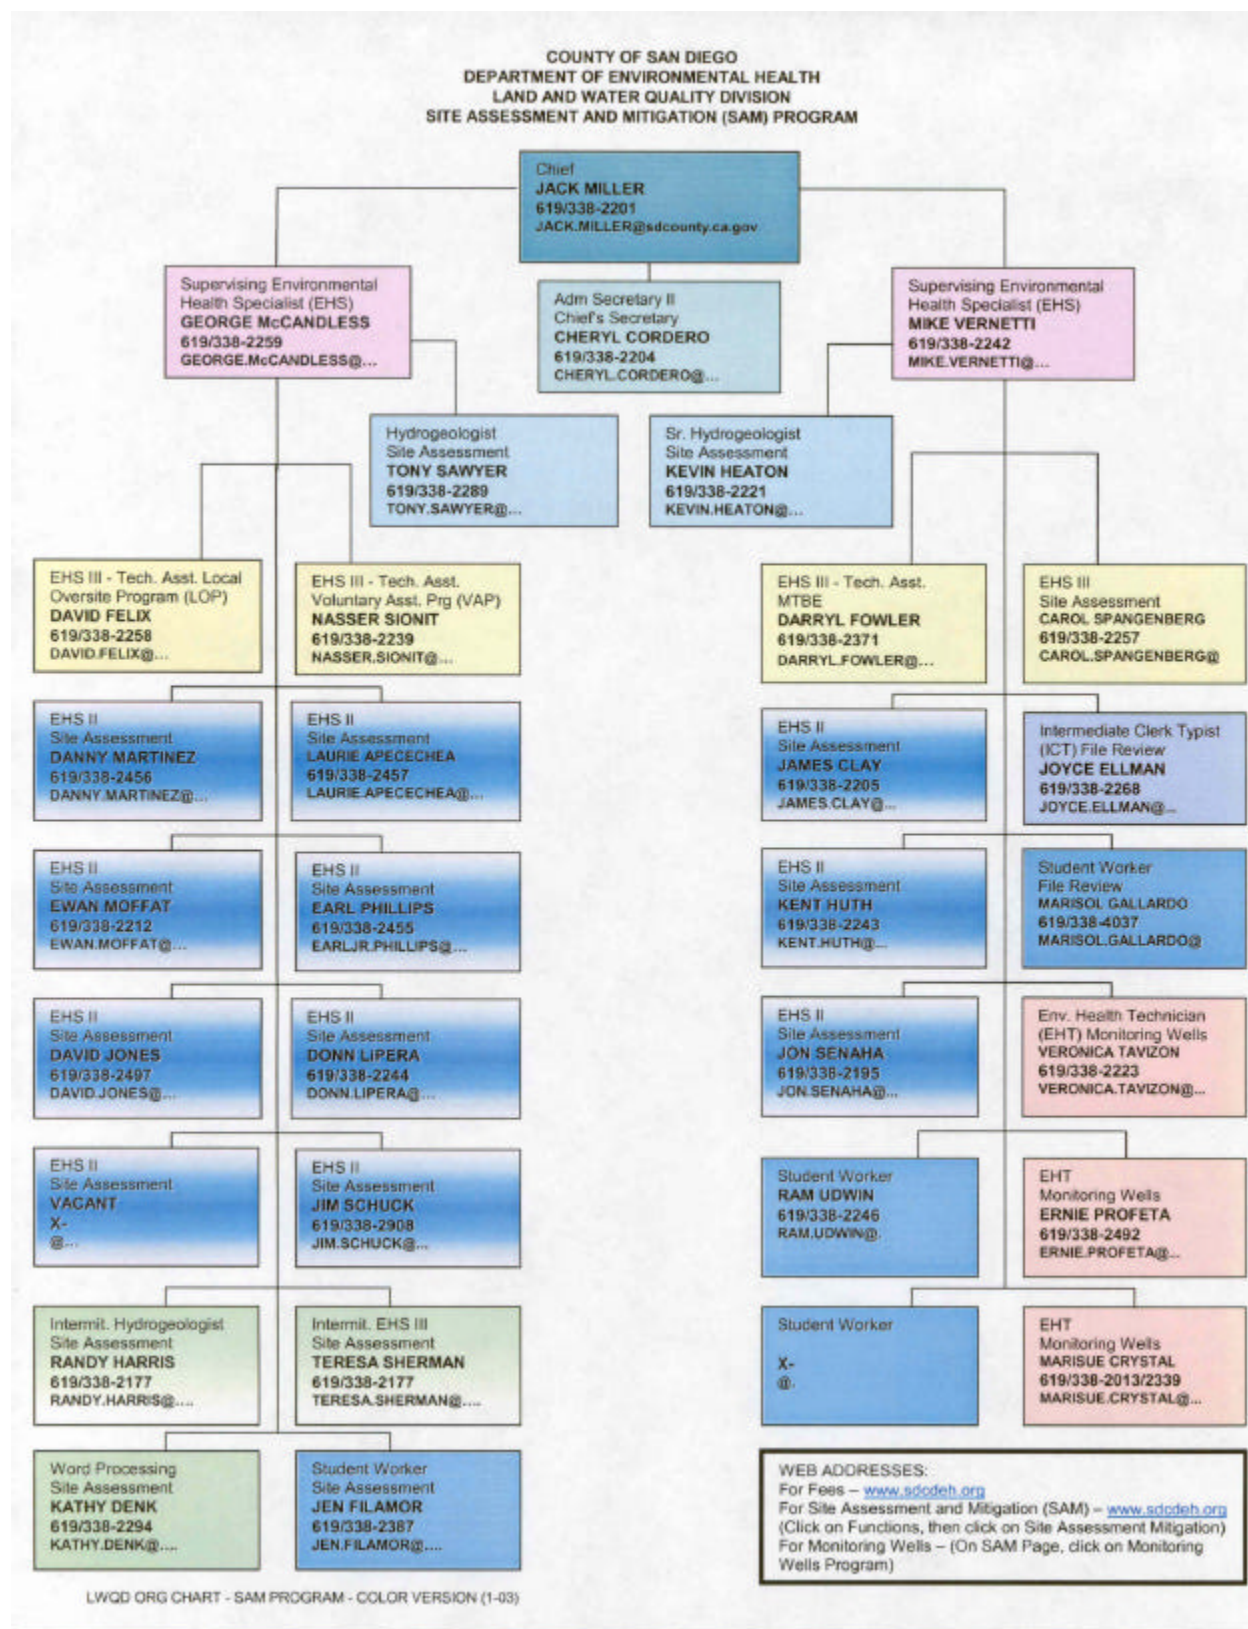 COUNTY OF SAN DIEGO
DEPARTMENT OF ENVIRONMENTAL HEALTH
LAND AND WATER QUALITY DIVISION
SITE ASSESSMENT AND MITIGATION (SAM) PROGRAM
Chief
JACK MILLER
619/338-2201
JACK.MILLER@sdcounty.ca.gov
Supervising Environmental
Health Specialist (EHS)
GEORGE McCANDLESS
619/338-2259
GEORGE.McCANDLESS@...
Adm Secretary II
Chief's Secretary
CHERYL CORDERO
619/338-2204
CHERYL.CORDERO@...
Supervising Environmental
Health Specialist (EHS)
MIKE VERNETTI
619/338-2242
MIKE.VERNETTI@...
Hydrogeologist
Site Assessment
TONY SAWYER
619/338-2289
TONY.SAWYER@...
Sr. Hydrogeologist
Site Assessment
KEVIN HEATON
619/338-2221
KEVIN.HEATON@...
EHS III - Tech. Asst. Local
Oversite Program (LOP)
DAVID FELIX
619/338-2258
DAVID.FELIX@...
EHS III - Tech. Asst.
Voluntary Asst. Prg (VAP)
NASSER SIONIT
619/338-2239
NASSER.SIONIT@...
EHS III - Tech. Asst.
MTBE
DARRYL FOWLER
619/338-2371
DARRYL.FOWLER@...
EHS III
Site Assessment
CAROL SPANGENBERG
619/338-2257
CAROL.SPANGENBERG@
EHS II
Site Assessment
DANNY MARTINEZ
619/338-2456
DANNY.MARTINEZ@...
EHS II
Site Assessment
LAURIE APECECHEA
619/338-2457
LAURIE.APECECHEA@...
EHS II
Site Assessment
JAMES CLAY
619/338-2205
JAMES.CLAY@...
Intermediate Clerk Typist
(ICT) File Review
JOYCE ELLMAN
619/338-2268
JOYCE.ELLMAN@...
EHS II
Site Assessment
EWAN MOFFAT
619/338-2212
EWAN.MOFFAT@...
EHS II
Site Assessment
EARL PHILLIPS
619/338-2455
EARLJR.PHILLIPS@...
EHS II
Site Assessment
KENT HUTH
619/338-2243
KENT.HUTH@...
Student Worker
File Review
MARISOL GALLARDO
619/338-4037
MARISOL.GALLARDO@
EHS II
Site Assessment
DAVID JONES
619/338-2497
DAVID.JONES@...
EHS II
Site Assessment
DONN LiPERA
619/338-2244
DONN.LIPERA@...
EHS II
Site Assessment
JON SENAHA
619/338-2195
JON.SENAHA@...
Env. Health Technician
(EHT) Monitoring Wells
VERONICA TAVIZON
619/338-2223
VERONICA.TAVIZON@...
EHS II
Site Assessment
VACANT
X-
@...
EHS II
Site Assessment
JIM SCHUCK
619/338-2908
JIM.SCHUCK@...
Student Worker
RAM UDWIN
619/338-2246
RAM.UDWIN@.
EHT
Monitoring Wells
ERNIE PROFETA
619/338-2492
ERNIE.PROFETA@...
Intermit. Hydrogeologist
Site Assessment
RANDY HARRIS
619/338-2177
RANDY.HARRIS@....
Intermit. EHS III
Site Assessment
TERESA SHERMAN
619/338-2177
TERESA.SHERMAN@....
Student Worker
X-
@.
EHT
Monitoring Wells
MARISUE CRYSTAL
619/338-2013/2339
MARISUE.CRYSTAL@...
Word Processing
Site Assessment
KATHY DENK
619/338-2294
KATHY.DENK@....
Student Worker
Site Assessment
JEN FILAMOR
619/338-2387
JEN.FILAMOR@....
WEB ADDRESSES:
For Fees – www.sdcdeh.org
For Site Assessment and Mitigation (SAM) – www.sdcdeh.org
(Click on Functions, then click on Site Assessment Mitigation)
For Monitoring Wells – (On SAM Page, click on Monitoring
Wells Program)
LWQD ORG CHART - SAM PROGRAM - COLOR VERSION (1-03)